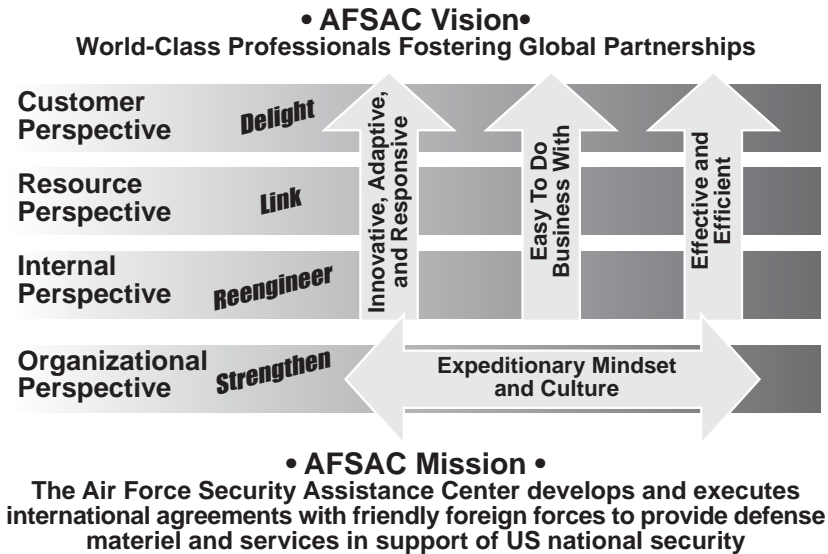 • AFSAC Vision•
World-Class Professionals Fostering Global Partnerships
Customer
Perspective
Delight
Resource
Perspective
Link
Internal
Perspective
Reengineer
Organizational
Perspective
Strengthen
Innovative, Adaptive,
and Responsive
Easy To Do
Business With
Effective and
Efficient
Expeditionary Mindset
and Culture
• AFSAC Mission •
The Air Force Security Assistance Center develops and executes
international agreements with friendly foreign forces to provide defense
materiel and services in support of US national security